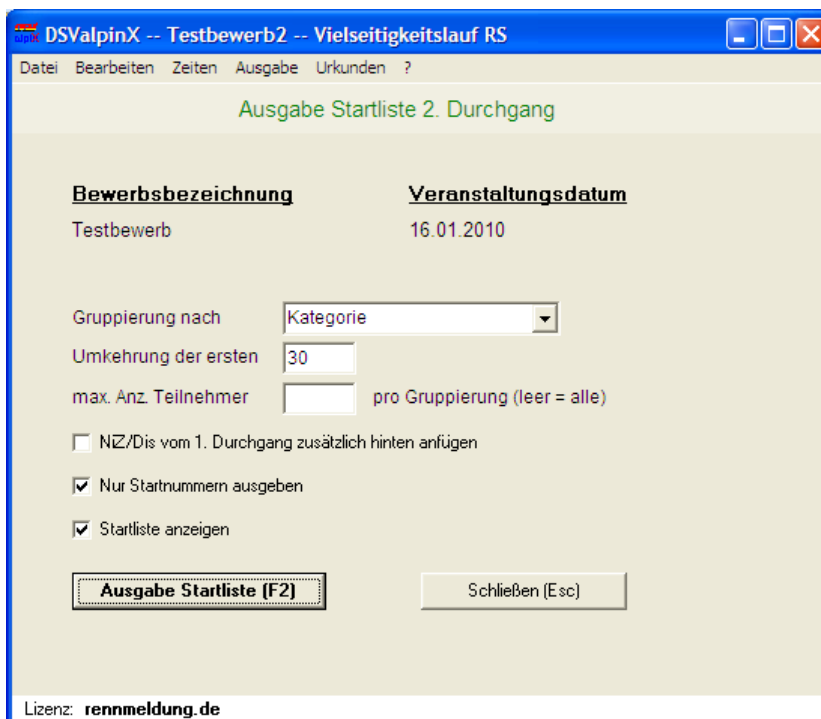 DSValpinX -- Testbewerb2 -- Vielseitigkeitslauf RS
Datei Bearbeiten Zeiten Ausgabe Urkunden ?
Ausgabe Startliste 2. Durchgang
Bewerbsbezeichnung Veranstaltungsdatum
Testbewerb 16.01.2010
Gruppierung nach Kategorie
Umkehrung der ersten 30
max. Anz. Teilnehmer pro Gruppierung (leer = alle)
NiZ/Dis vom 1. Durchgang zusätzlich hinten anfügen
Nur Startnummern ausgeben
Startliste anzeigen
Ausgabe Startliste (F2) Schließen (Esc)
Lizenz: rennmeldung.de